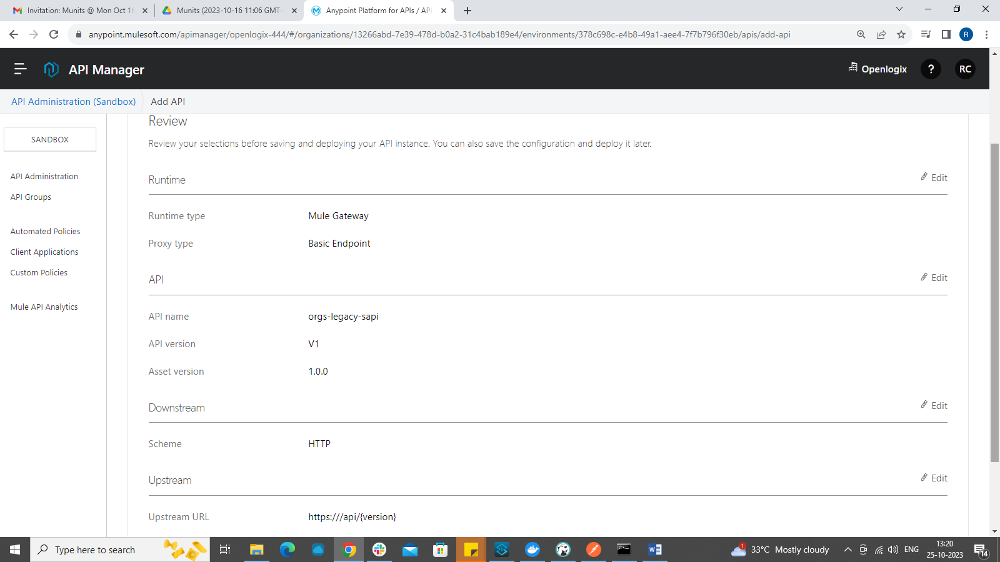 Invitation: Munits @ Mon Oct 16
Munits (2023-10-16 11:06 GMT-
Anypoint Platform for APIs / API
anypoint.mulesoft.com/apimanager/openlogix-444/#/organizations/13266abd-7e39-478d-b0a2-31c4bab189e4/environments/378c698c-e4b8-49a1-aee4-7f7b796f30eb/apis/add-api
R
API Manager
Openlogix
?
RC
API Administration (Sandbox)
Add API
SANDBOX
API Administration
API Groups
Automated Policies
Client Applications
Custom Policies
Mule API Analytics
Review
Review your selections before saving and deploying your API instance. You can also save the configuration and deploy it later.
Runtime
Edit
Runtime type
Mule Gateway
Proxy type
Basic Endpoint
API
Edit
API name
orgs-legacy-sapi
API version
V1
Asset version
1.0.0
Downstream
Edit
Scheme
HTTP
Upstream
Edit
Upstream URL
https:///api/{version}
Type here to search
1
33°C Mostly cloudy
ENG
13:20
25-10-2023
14